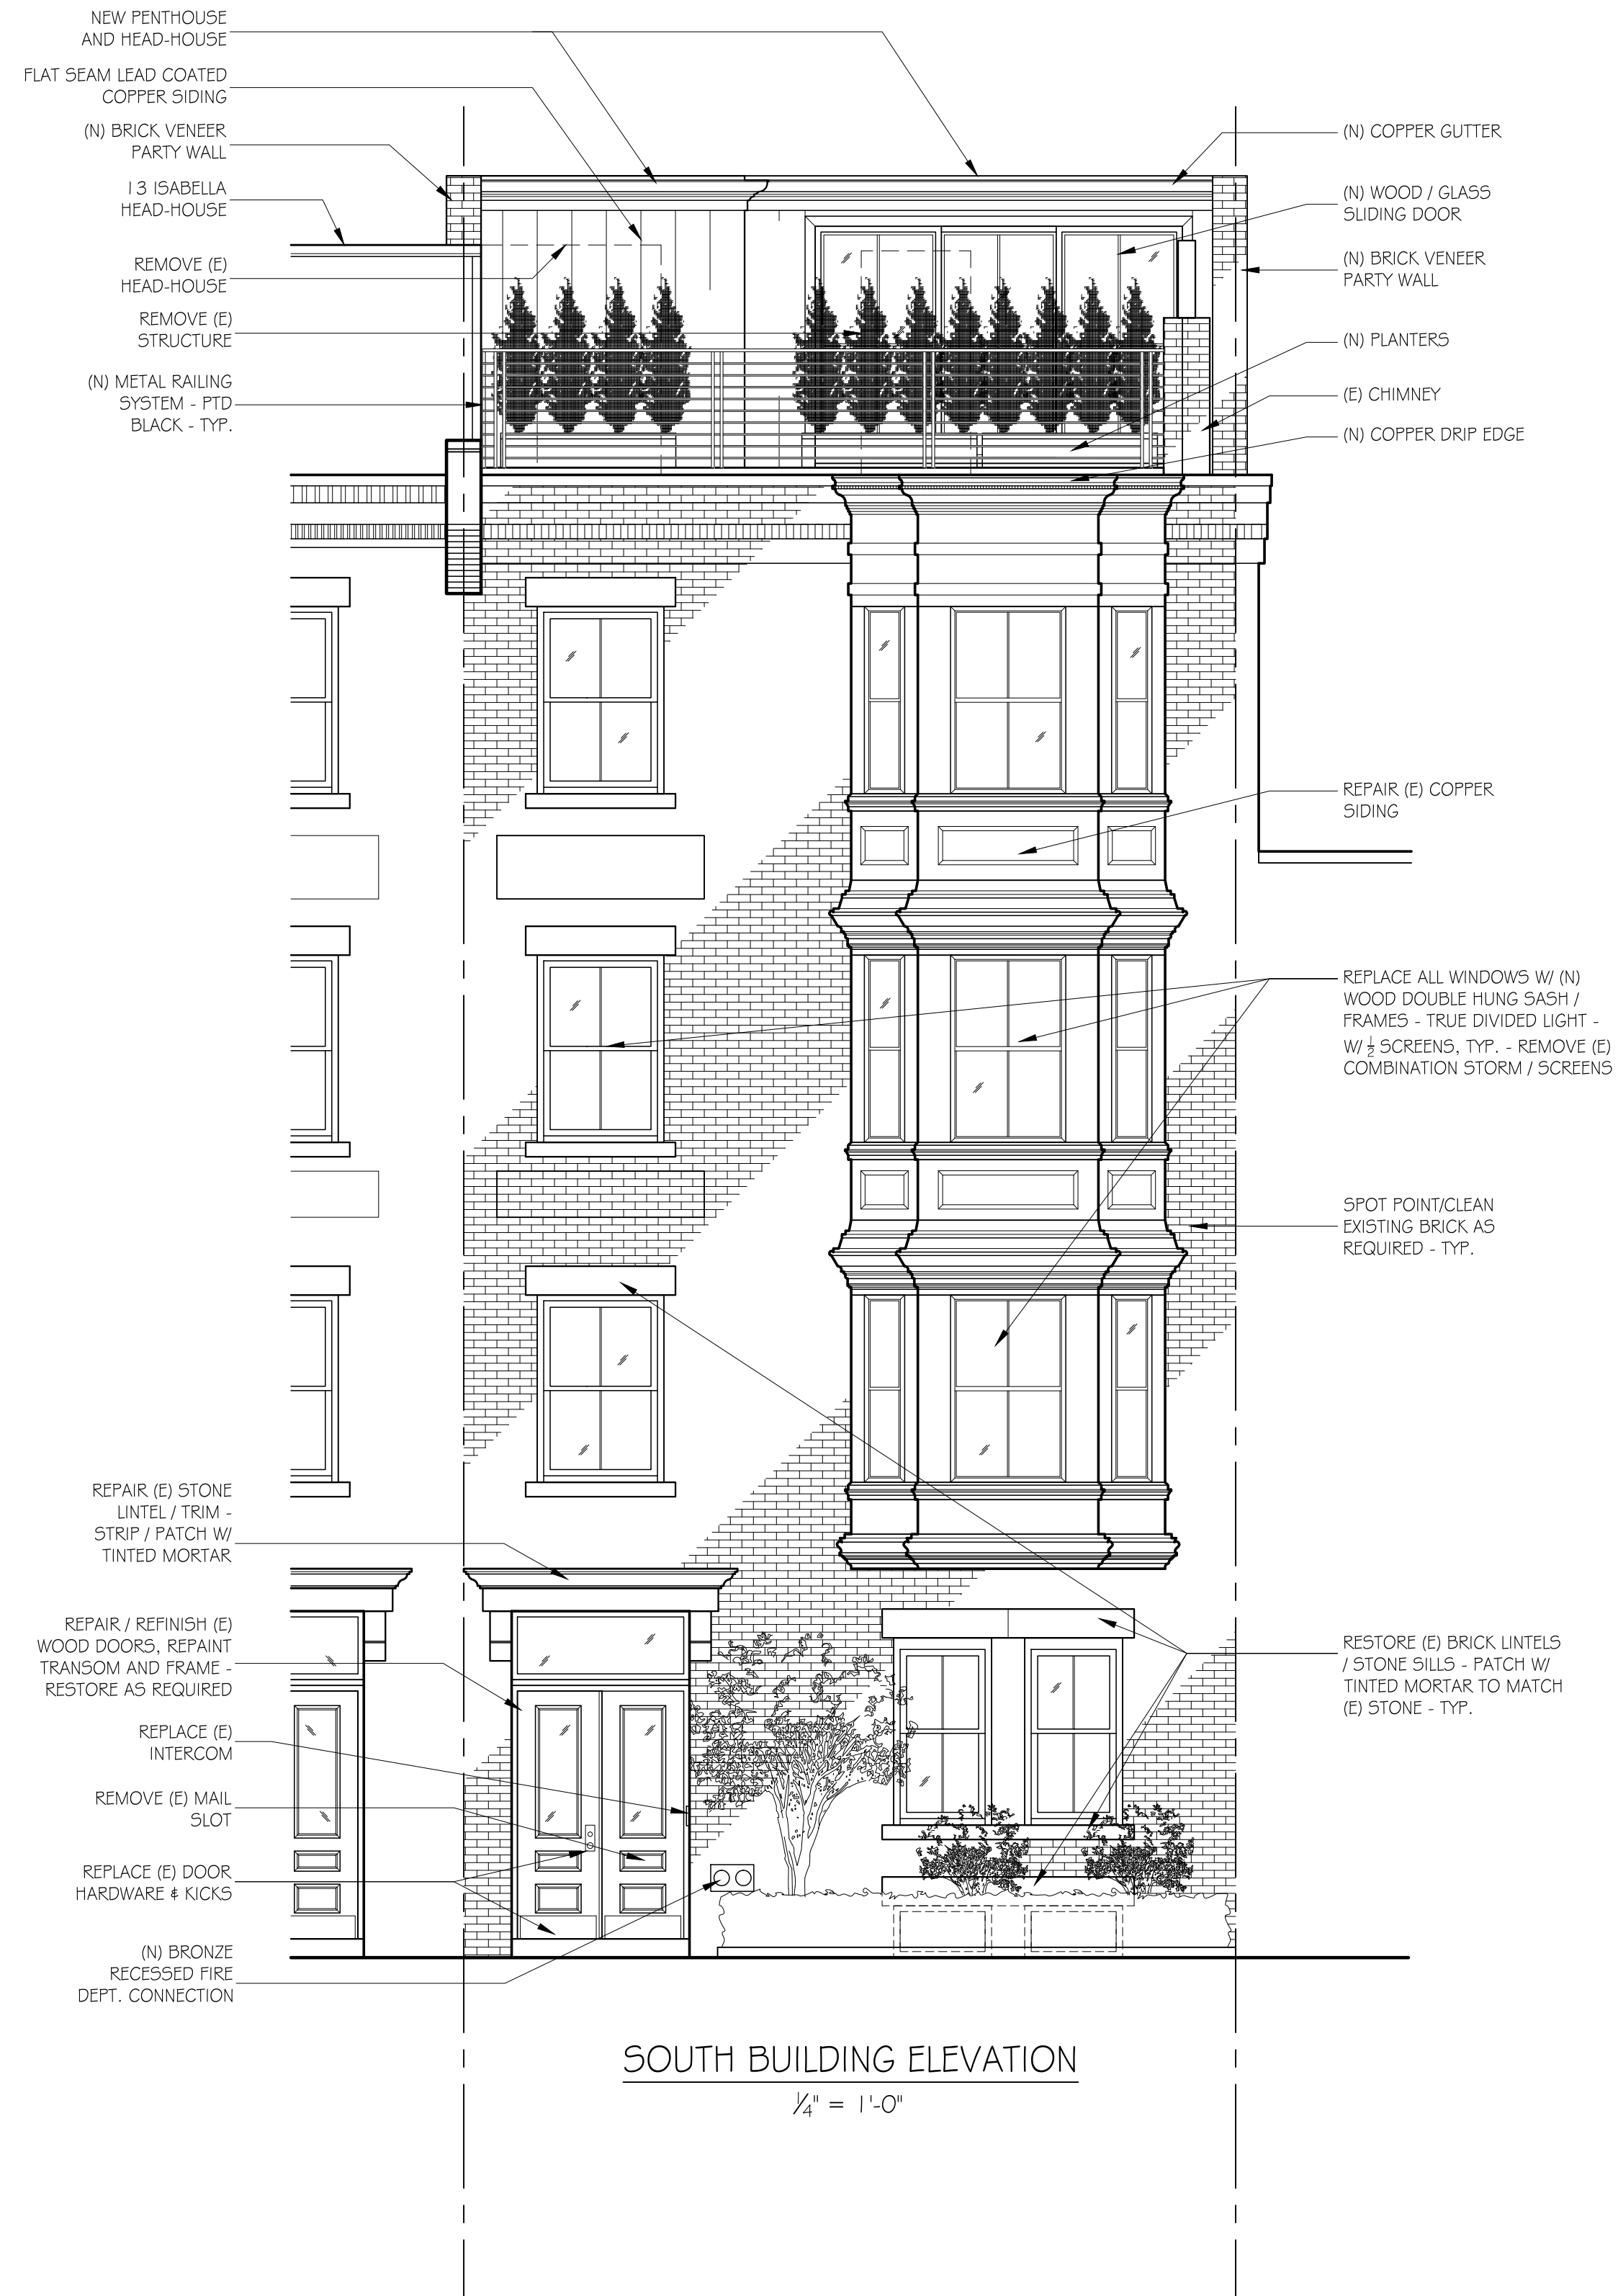 NEW PENTHOUSE
AND HEAD-HOUSE
FLAT SEAM LEAD COATED
COPPER SIDING
(N) BRICK VENEER
PARTY WALL
13 ISABELLA
HEAD-HOUSE
REMOVE (E)
HEAD-HOUSE
REMOVE (E)
STRUCTURE
(N) METAL RAILING
SYSTEM - PTD
BLACK - TYP.
(N) COPPER GUTTER
(N) WOOD / GLASS
SLIDING DOOR
(N) BRICK VENEER
PARTY WALL
(N) PLANTERS
(E) CHIMNEY
(N) COPPER DRIP EDGE
REPAIR (E) COPPER
SIDING
REPLACE ALL WINDOWS W/ (N)
WOOD DOUBLE HUNG SASH /
FRAMES - TRUE DIVIDED LIGHT -
W/ ½ SCREENS, TYP. - REMOVE (E)
COMBINATION STORM / SCREENS
SPOT POINT/CLEAN
EXISTING BRICK AS
REQUIRED - TYP.
REPAIR (E) STONE
LINTEL / TRIM -
STRIP / PATCH W/
TINTED MORTAR
REPAIR / REFINISH (E)
WOOD DOORS, REPAINT
TRANSOM AND FRAME -
RESTORE AS REQUIRED
REPLACE (E)
INTERCOM
REMOVE (E) MAIL
SLOT
REPLACE (E) DOOR
HARDWARE & KICKS
(N) BRONZE
RECESSED FIRE
DEPT. CONNECTION
RESTORE (E) BRICK LINTELS
/ STONE SILLS - PATCH W/
TINTED MORTAR TO MATCH
(E) STONE - TYP.
SOUTH BUILDING ELEVATION
¼" = 1'-0"